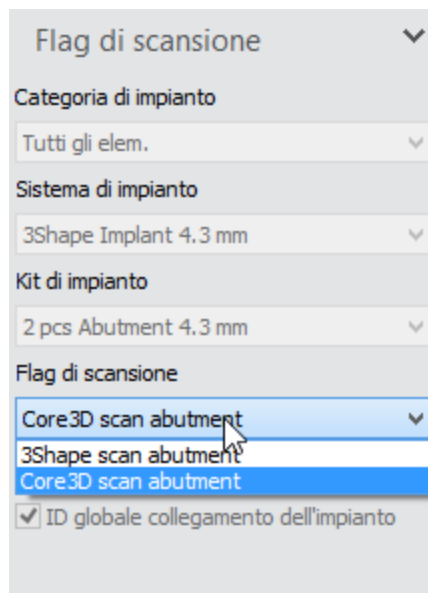 Flag di scansione
Categoria di impianto
Tutti gli elem.
Sistema di impianto
3Shape Implant 4.3 mm
Kit di impianto
2 pcs Abutment 4.3 mm
Flag di scansione
Core3D scan abutment
3Shape scan abutment
Core3D scan abutment
ID globale collegamento dell'impianto